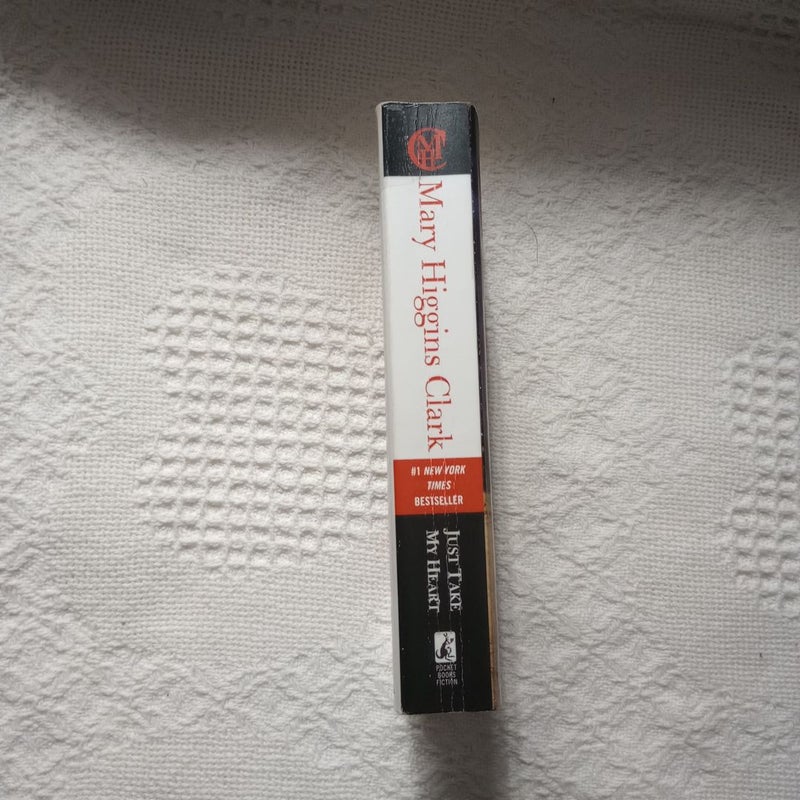 MHC
Mary Higgins Clark
#1 NEW YORK
TIMES
BESTSELLER
JUST TAKE
MY HEART
POCKET
BOOKS
FICTION